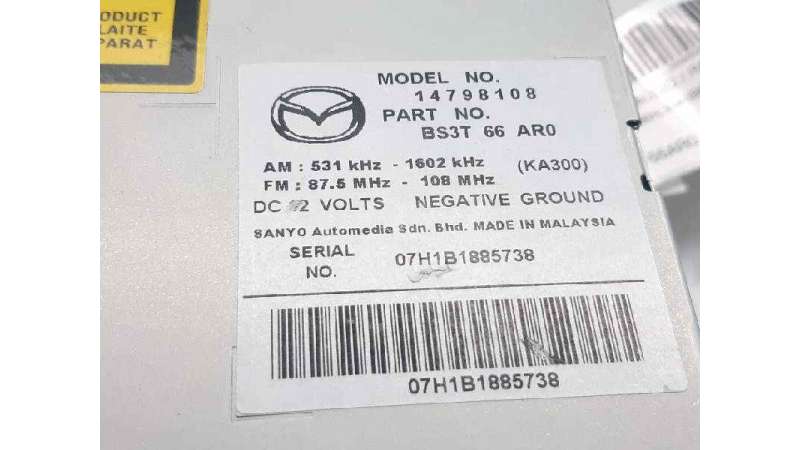 PRODUCT
LAITE
PARAT
MODEL NO.
14798108
PART NO.
BS3T 66 AR0
AM : 531 kHz - 1602 kHz (KA300)
FM : 87.5 MHz - 108 MHz
DC 12 VOLTS NEGATIVE GROUND
SANYO Automedia Sdn. Bhd. MADE IN MALAYSIA
SERIAL NO. 07H1B1885738
07H1B1885738